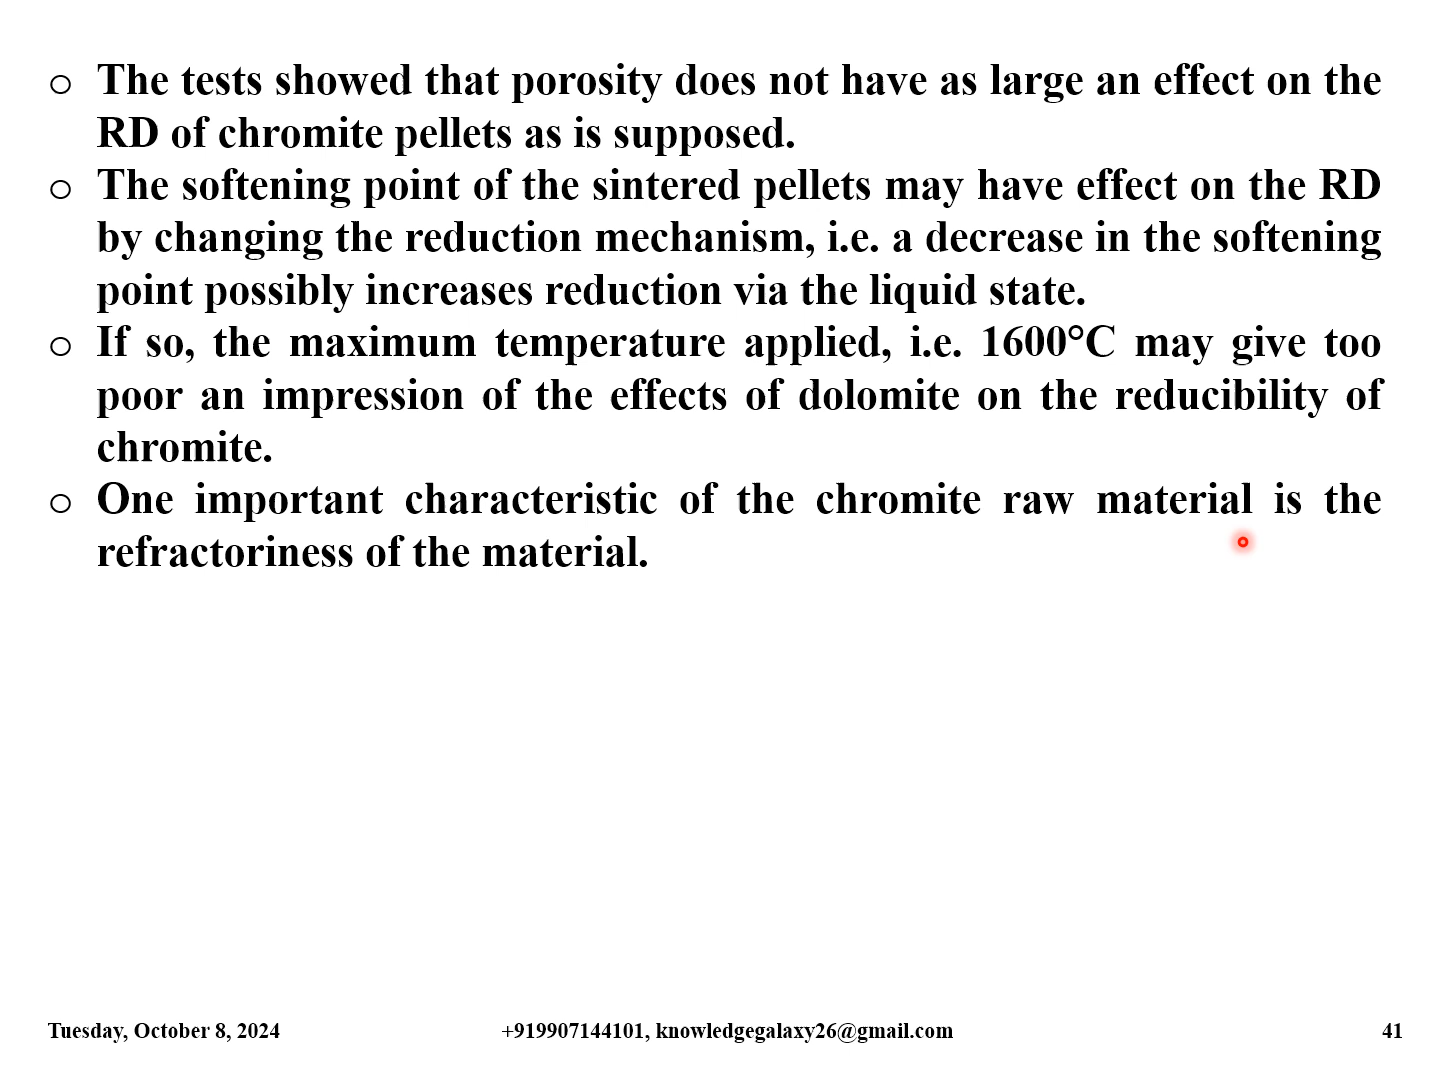 ○ The tests showed that porosity does not have as large an effect on the
RD of chromite pellets as is supposed.
○ The softening point of the sintered pellets may have effect on the RD
by changing the reduction mechanism, i.e. a decrease in the softening
point possibly increases reduction via the liquid state.
○ If so, the maximum temperature applied, i.e. 1600°C may give too
poor an impression of the effects of dolomite on the reducibility of
chromite.
○ One important characteristic of the chromite raw material is the
refractoriness of the material.
Tuesday, October 8, 2024 +919907144101, knowledgegalaxy26@gmail.com 41